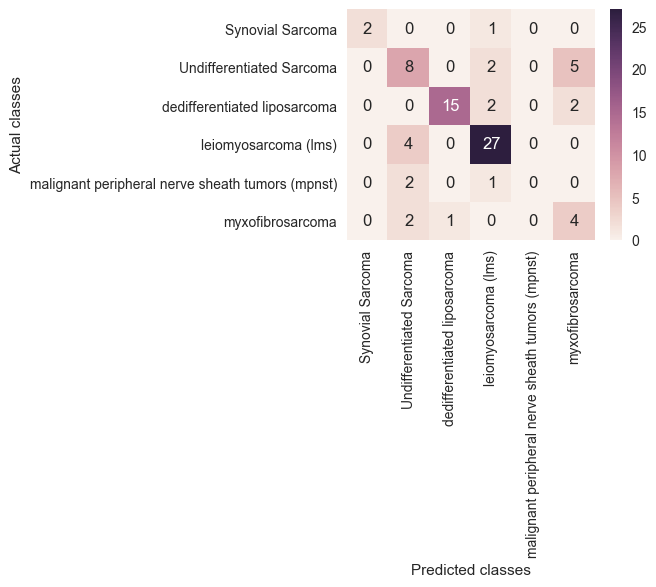 Actual classes
Synovial Sarcoma 2 0 0 1 0 0
Undifferentiated Sarcoma 0 8 0 2 0 5
dedifferentiated liposarcoma 0 0 15 2 0 2
leiomyosarcoma (lms) 0 4 0 27 0 0
malignant peripheral nerve sheath tumors (mpnst) 0 2 0 1 0 0
myxofibrosarcoma 0 2 1 0 0 4
Synovial Sarcoma
Undifferentiated Sarcoma
dedifferentiated liposarcoma
leiomyosarcoma (lms)
malignant peripheral nerve sheath tumors (mpnst)
myxofibrosarcoma
Predicted classes
25
20
15
10
5
0